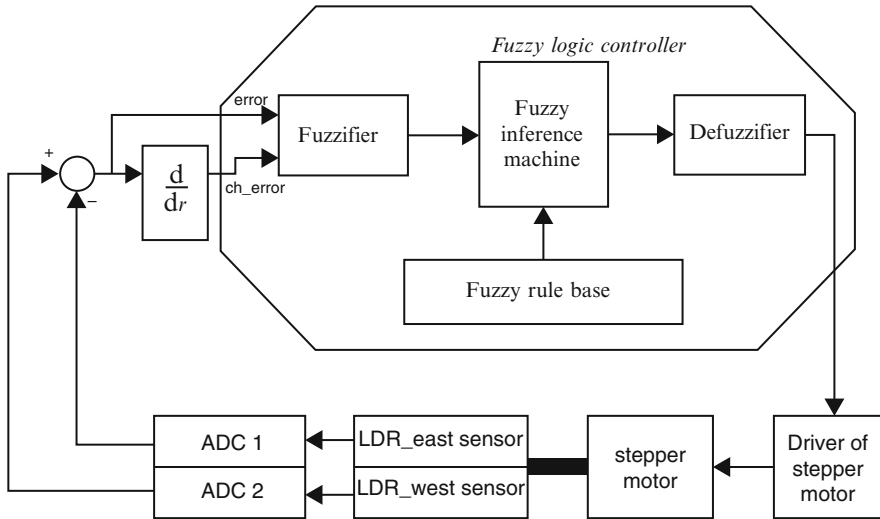 Fuzzy logic controller
error
Fuzzifier
Fuzzy
inference
machine
Defuzzifier
+
−
d
dr
ch_error
Fuzzy rule base
ADC 1
LDR_east sensor
stepper
motor
Driver of
stepper
motor
ADC 2
LDR_west sensor